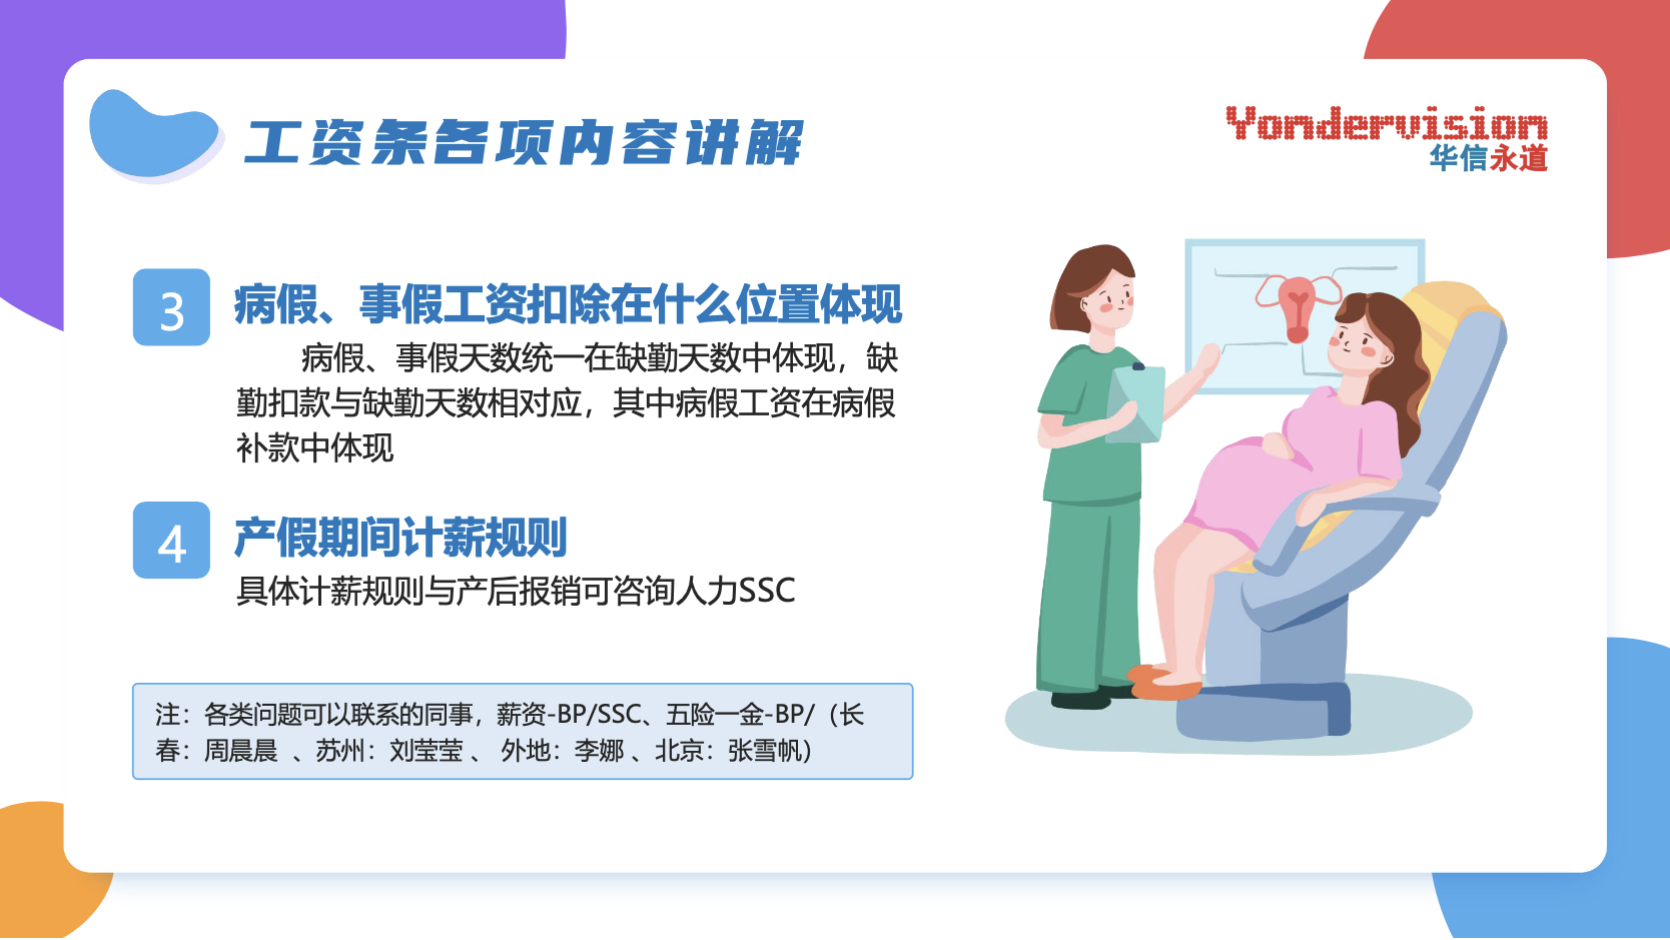 工资条各项内容讲解
Yondervision
华信永道
3
病假、事假工资扣除在什么位置体现
病假、事假天数统一在缺勤天数中体现，缺
勤扣款与缺勤天数相对应，其中病假工资在病假
补款中体现
4
产假期间计薪规则
具体计薪规则与产后报销可咨询人力SSC
注：各类问题可以联系的同事，薪资-BP/SSC、五险一金-BP/（长
春：周晨晨 、苏州：刘莹莹 、 外地：李娜 、北京：张雪帆）